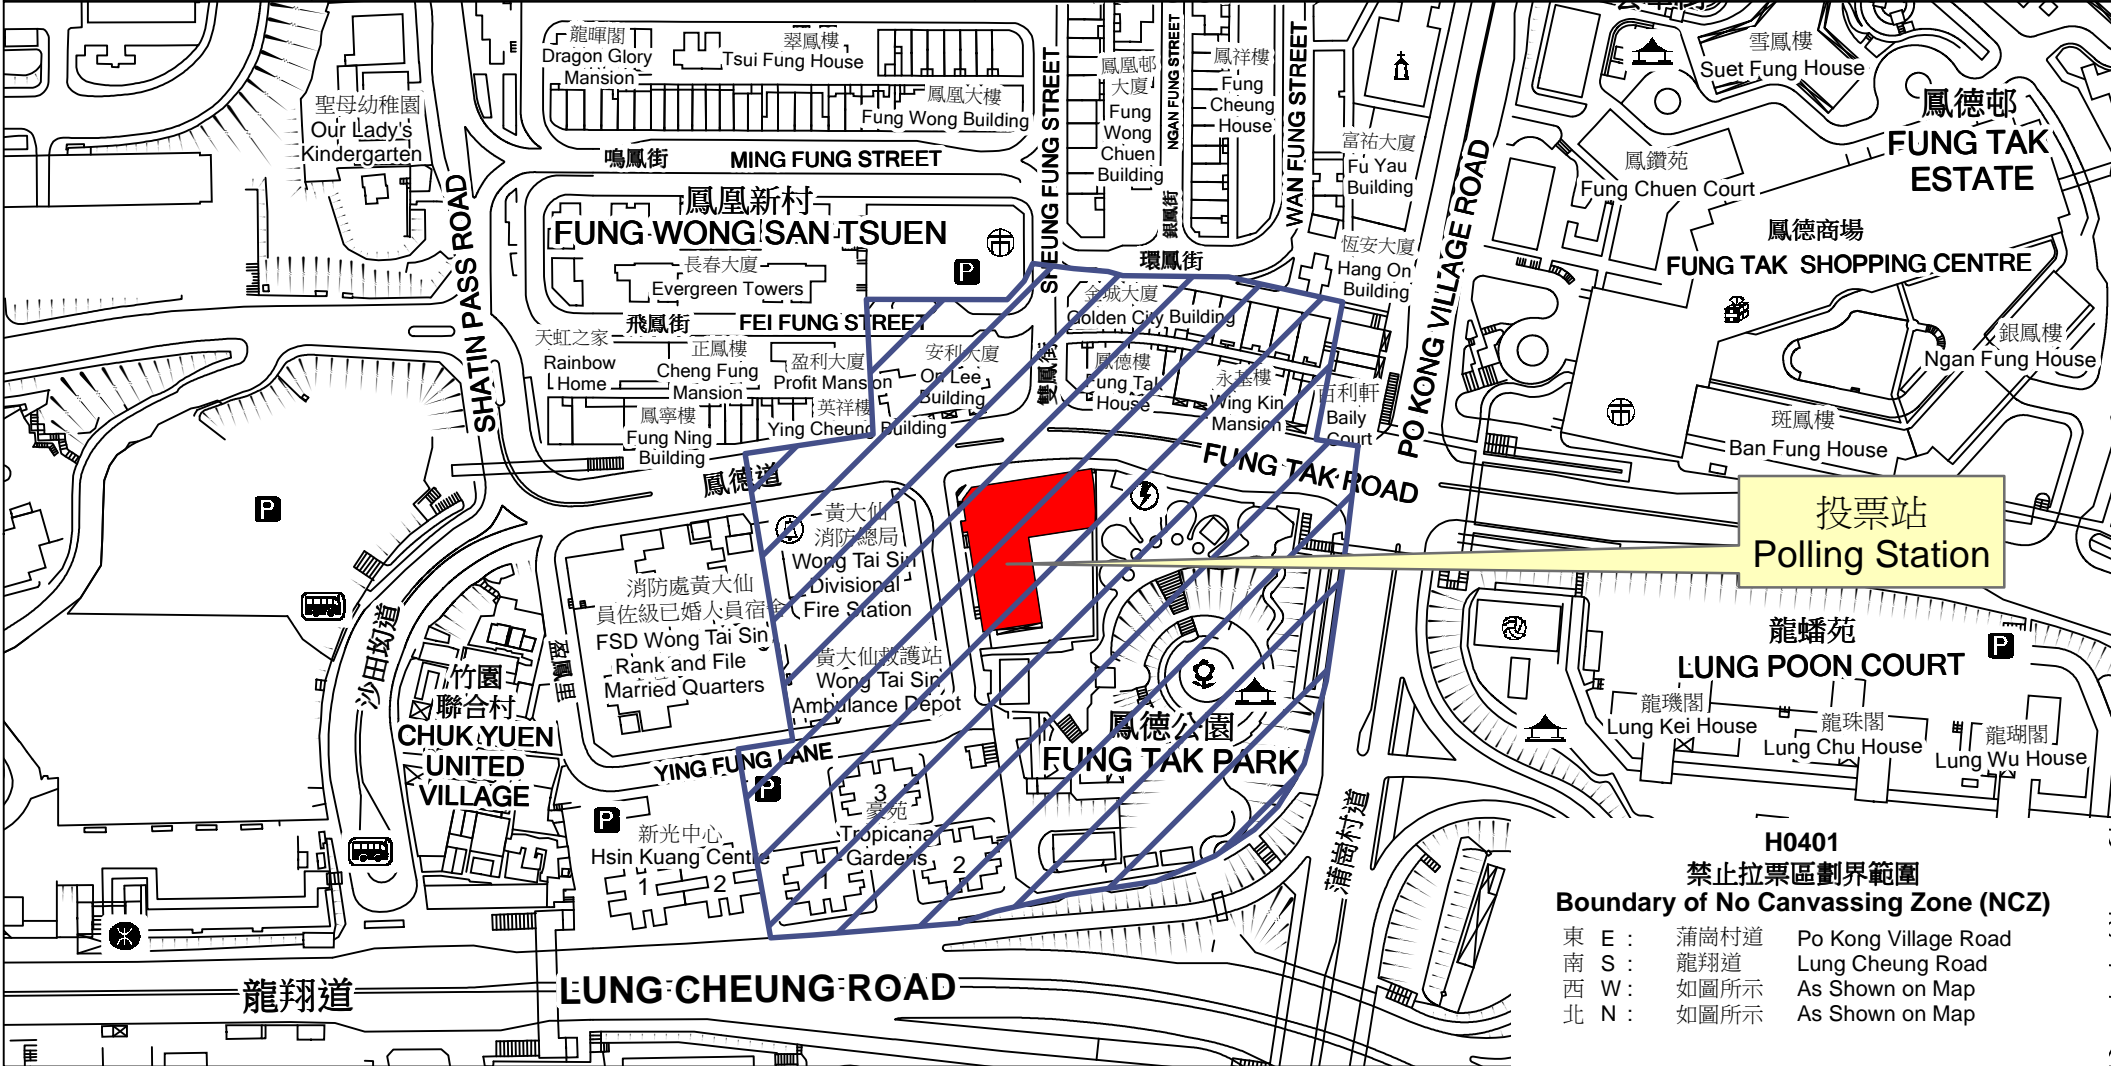 龍暉閣
Dragon Glory
Mansion
翠鳳樓
Tsui Fung House
鳳凰大樓
Fung Wong Building
聖母幼稚園
Our Lady's
Kindergarten
鳴鳳街
MING FUNG STREET
SHEUNG FUNG STREET
雙鳳街
鳳凰邨
大廈
Fung
Wong
Chuen
Building
NGAN FUNG STREET
銀鳳街
鳳祥樓
Fung
Cheung
House
WAN FUNG STREET
環鳳街
富祐大廈
Fu Yau
Building
恆安大廈
Hang On
Building
PO KONG VILLAGE ROAD
蒲崗村道
雪鳳樓
Suet Fung House
鳳德邨
FUNG TAK
ESTATE
鳳鑽苑
Fung Chuen Court
鳳德商場
FUNG TAK SHOPPING CENTRE
銀鳳樓
Ngan Fung House
斑鳳樓
Ban Fung House
SHATIN PASS ROAD
沙田坳道
鳳凰新村
FUNG WONG SAN TSUEN
P
長春大廈
Evergreen Towers
飛鳳街
FEI FUNG STREET
天虹之家
Rainbow
Home
正鳳樓
Cheng Fung
Mansion
盈利大廈
Profit Mansion
安利大廈
On Lee
Building
鳳寧樓
Fung Ning
Building
英祥樓
Ying Cheung Building
金城大廈
Golden City Building
鳳德樓
Fung Tak
House
永基樓
Wing Kin
Mansion
百利軒
Baily
Court
鳳德道
FUNG TAK ROAD
投票站
Polling Station
P
黃大仙
消防總局
Wong Tai Sin
Divisional
Fire Station
消防處黃大仙
員佐級已婚人員宿舍
FSD Wong Tai Sin
Rank and File
Married Quarters
黃大仙救護站
Wong Tai Sin
Ambulance Depot
盈鳳里
YING FUNG LANE
竹園
聯合村
CHUK YUEN
UNITED
VILLAGE
鳳德公園
FUNG TAK PARK
龍蟠苑
LUNG POON COURT
P
龍璣閣
Lung Kei House
龍珠閣
Lung Chu House
龍瑚閣
Lung Wu House
P
P
新光中心
Hsin Kuang Centre
1
2
3
豪苑
Tropicana
Gardens
1
2
龍翔道
LUNG CHEUNG ROAD
H0401
禁止拉票區劃界範圍
Boundary of No Canvassing Zone (NCZ)
東 E : 蒲崗村道 Po Kong Village Road
南 S : 龍翔道 Lung Cheung Road
西 W : 如圖所示 As Shown on Map
北 N : 如圖所示 As Shown on Map